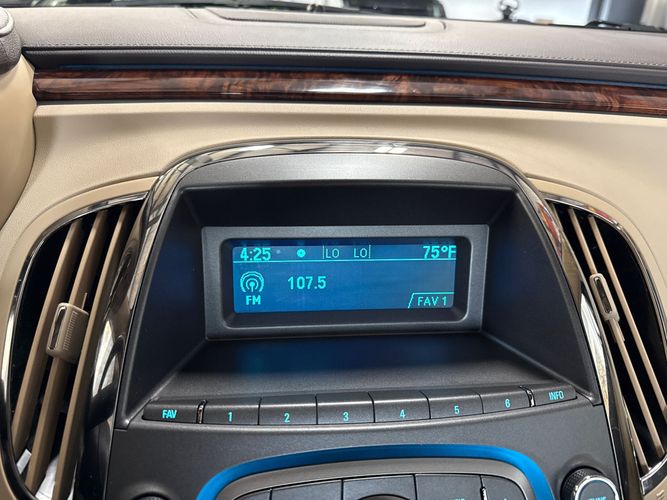 4:25 LO LO 75°F
107.5
FM FAV 1
FAV 1 2 3 4 5 6 INFO